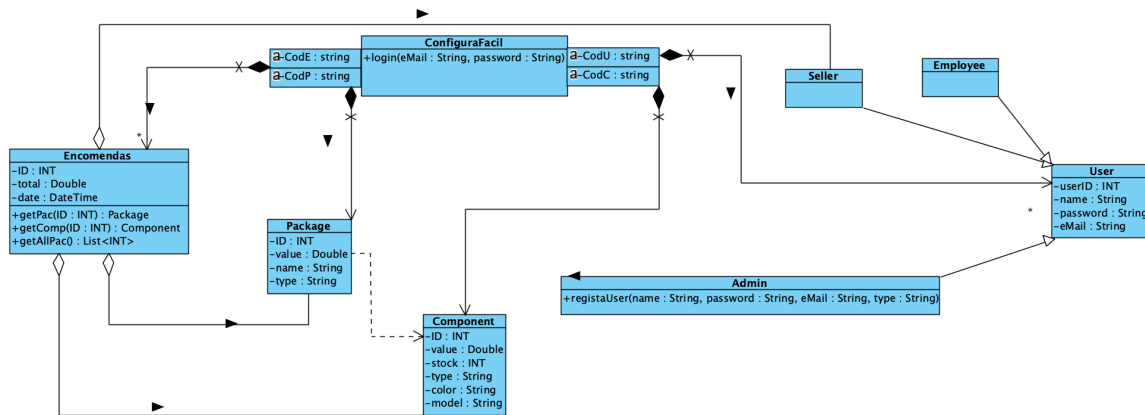 ConfiguraFacil
+login(eMail : String, password : String)
a-CodE : string
a-CodP : string
a-CodU : string
a-CodC : string
Seller
Employee
*
Encomendas
-ID : INT
-total : Double
-date : DateTime
+getPac(ID : INT) : Package
+getComp(ID : INT) : Component
+getAllPac() : List<INT>
User
-userID : INT
-name : String
-password : String
-eMail : String
*
Package
-ID : INT
-value : Double
-name : String
-type : String
Admin
+registaUser(name : String, password : String, eMail : String, type : String)
Component
-ID : INT
-value : Double
-stock : INT
-type : String
-color : String
-model : String